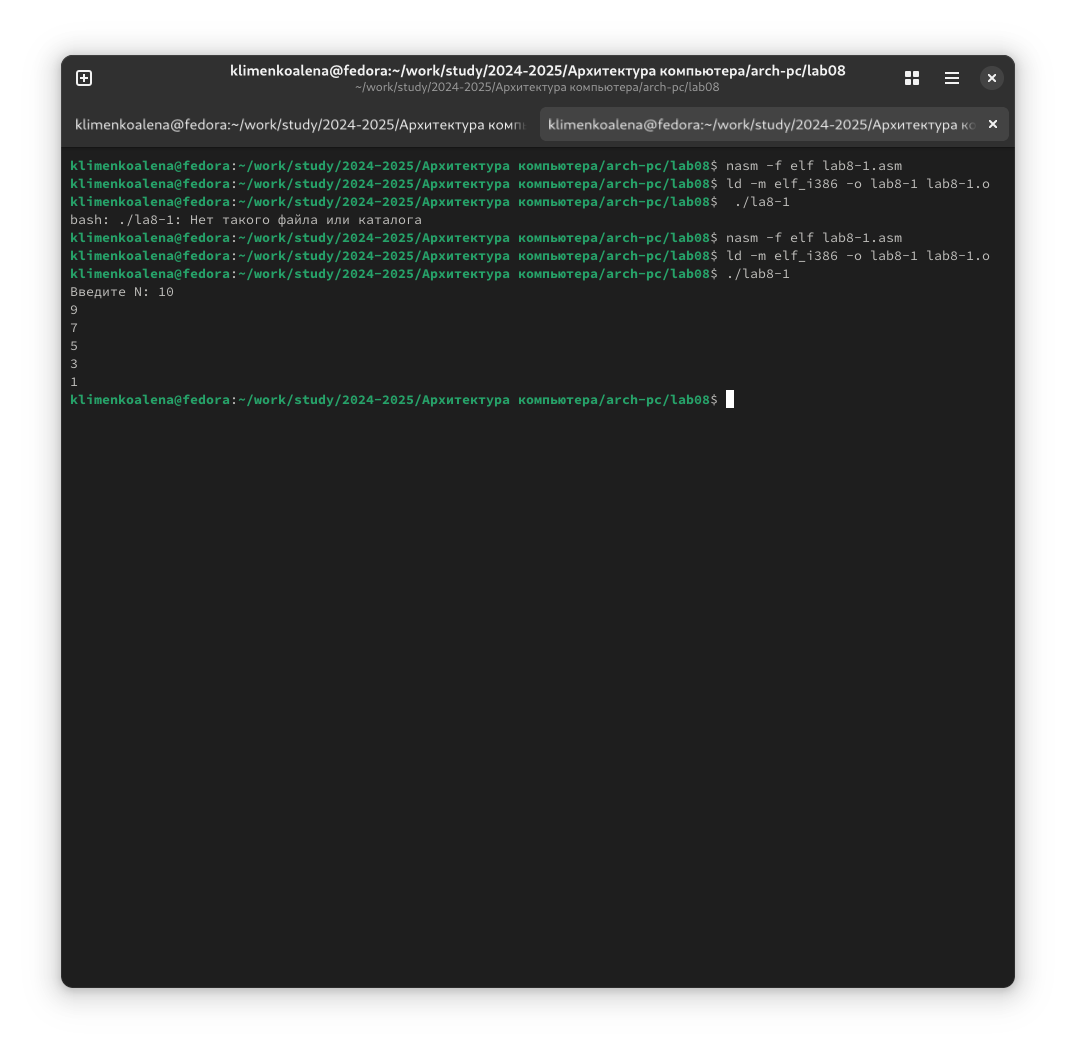 klimenkoalena@fedora:~/work/study/2024-2025/Архитектура компьютера/arch-pc/lab08
~/work/study/2024-2025/Архитектура компьютера/arch-pc/lab08
klimenkoalena@fedora:~/work/study/2024-2025/Архитектура комп klimenkoalena@fedora:~/work/study/2024-2025/Архитектура ко
klimenkoalena@fedora:~/work/study/2024-2025/Архитектура компьютера/arch-pc/lab08$ nasm -f elf lab8-1.asm
klimenkoalena@fedora:~/work/study/2024-2025/Архитектура компьютера/arch-pc/lab08$ ld -m elf_i386 -o lab8-1 lab8-1.o
klimenkoalena@fedora:~/work/study/2024-2025/Архитектура компьютера/arch-pc/lab08$  ./la8-1
bash: ./la8-1: Нет такого файла или каталога
klimenkoalena@fedora:~/work/study/2024-2025/Архитектура компьютера/arch-pc/lab08$ nasm -f elf lab8-1.asm
klimenkoalena@fedora:~/work/study/2024-2025/Архитектура компьютера/arch-pc/lab08$ ld -m elf_i386 -o lab8-1 lab8-1.o
klimenkoalena@fedora:~/work/study/2024-2025/Архитектура компьютера/arch-pc/lab08$ ./lab8-1
Введите N: 10
9
7
5
3
1
klimenkoalena@fedora:~/work/study/2024-2025/Архитектура компьютера/arch-pc/lab08$